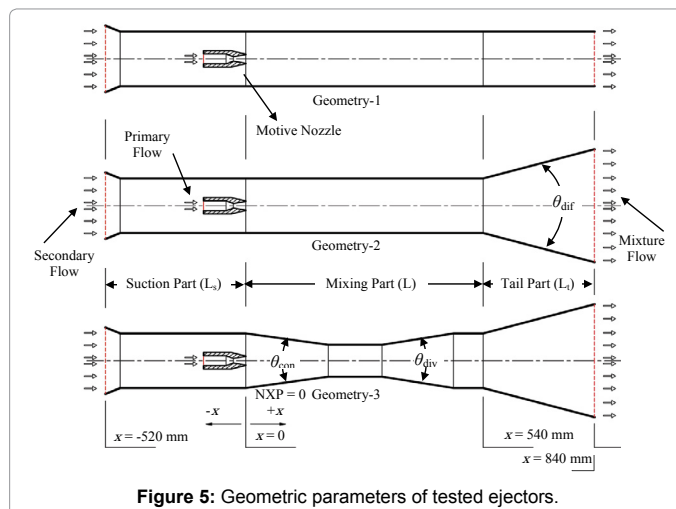 Geometry-1
Motive Nozzle
Primary
Flow
θdif
Geometry-2
Secondary
Flow
Mixture
Flow
Suction Part (Ls)
Mixing Part (L)
Tail Part (Lt)
θcon
θdiv
NXP = 0 Geometry-3
-x +x
x = -520 mm
x = 0
x = 540 mm
x = 840 mm
Figure 5: Geometric parameters of tested ejectors.